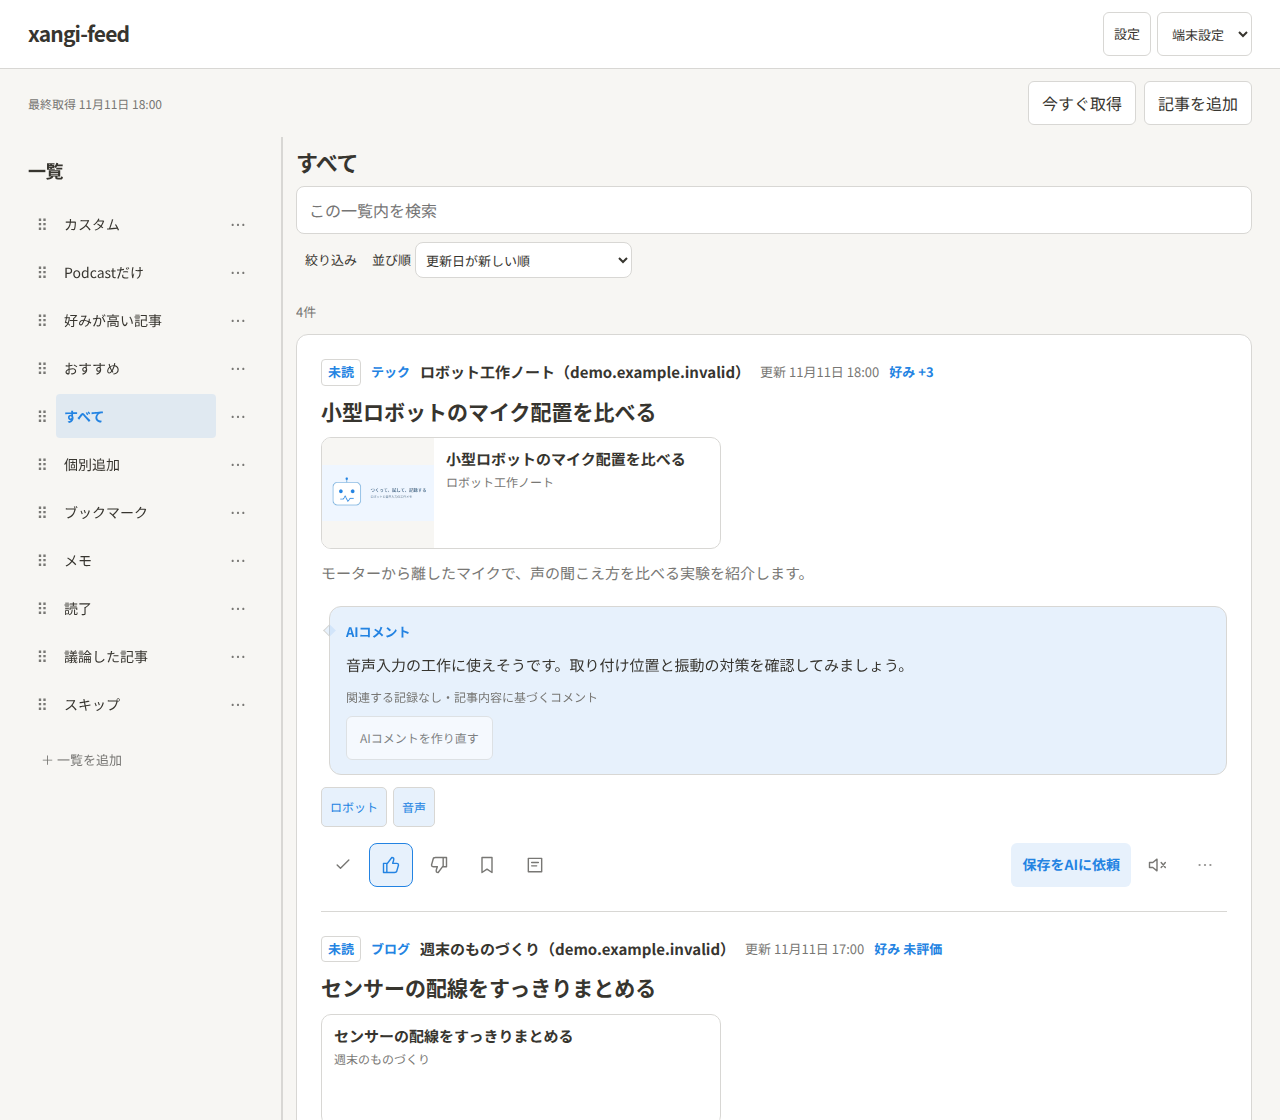 xangi-feed
設定
端末設定
最終取得 11月11日 18:00
今すぐ取得
記事を追加
一覧
カスタム
Podcastだけ
好みが高い記事
おすすめ
すべて
個別追加
ブックマーク
メモ
読了
議論した記事
スキップ
＋ 一覧を追加
すべて
この一覧内を検索
絞り込み 並び順 更新日が新しい順
4件
未読 テック ロボット工作ノート（demo.example.invalid） 更新 11月11日 18:00 好み +3
小型ロボットのマイク配置を比べる
つくって、試して、記録する
小型ロボットのマイク配置を比べる
ロボット工作ノート
モーターから離したマイクで、声の聞こえ方を比べる実験を紹介します。
AIコメント
音声入力の工作に使えそうです。取り付け位置と振動の対策を確認してみましょう。
関連する記録なし・記事内容に基づくコメント
AIコメントを作り直す
ロボット 音声
保存をAIに依頼
未読 ブログ 週末のものづくり（demo.example.invalid） 更新 11月11日 17:00 好み 未評価
センサーの配線をすっきりまとめる
センサーの配線をすっきりまとめる
週末のものづくり